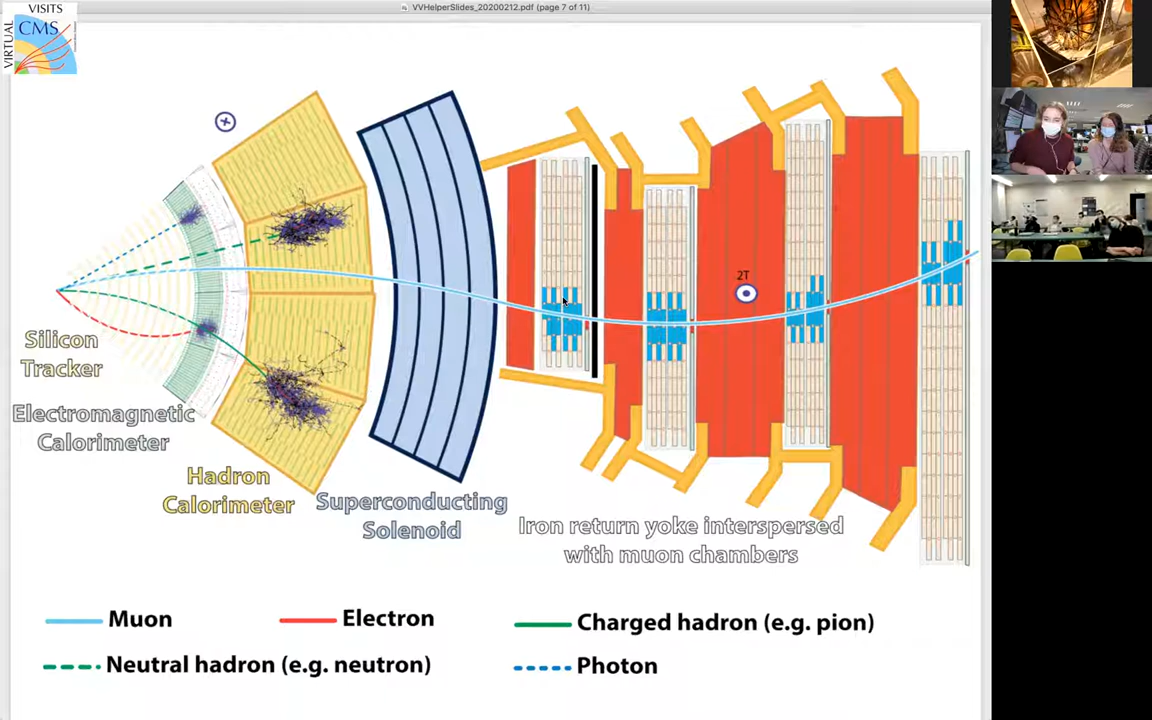 VVHelperSlides_20200212.pdf (page 7 of 11)
VISITS
CMS
VIRTUAL
2T
Silicon
Tracker
Electromagnetic
Calorimeter
Hadron
Calorimeter
Superconducting
Solenoid
Iron return yoke interspersed
with muon chambers
Muon
Electron
Charged hadron (e.g. pion)
Neutral hadron (e.g. neutron)
Photon